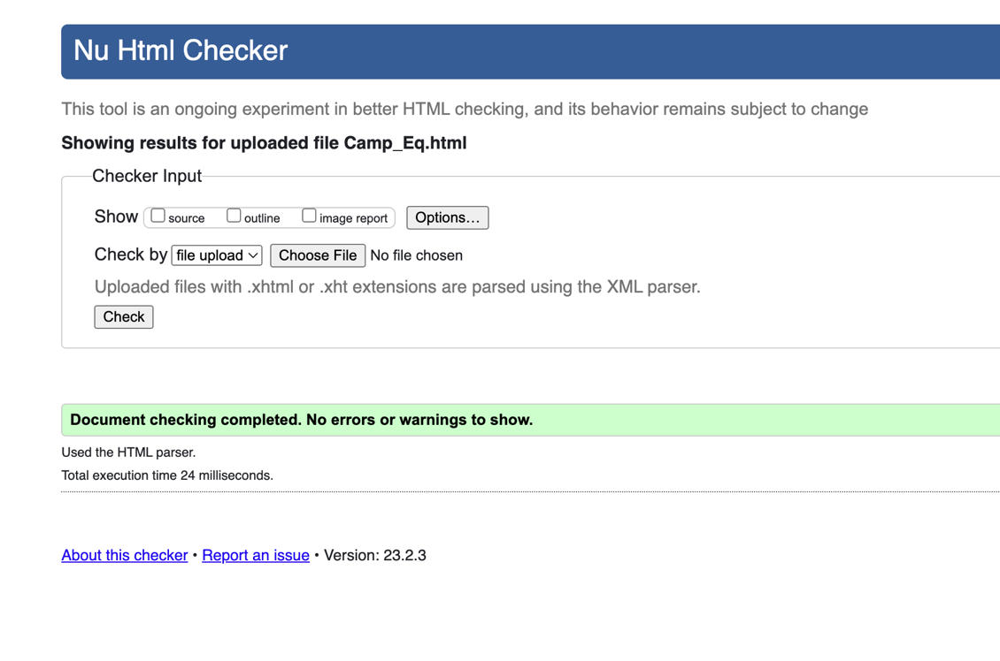 Nu Html Checker
This tool is an ongoing experiment in better HTML checking, and its behavior remains subject to change
Showing results for uploaded file Camp_Eq.html
Checker Input
Show source outline image report Options...
Check by file upload Choose File No file chosen
Uploaded files with .xhtml or .xht extensions are parsed using the XML parser.
Check
Document checking completed. No errors or warnings to show.
Used the HTML parser.
Total execution time 24 milliseconds.
About this checker • Report an issue • Version: 23.2.3